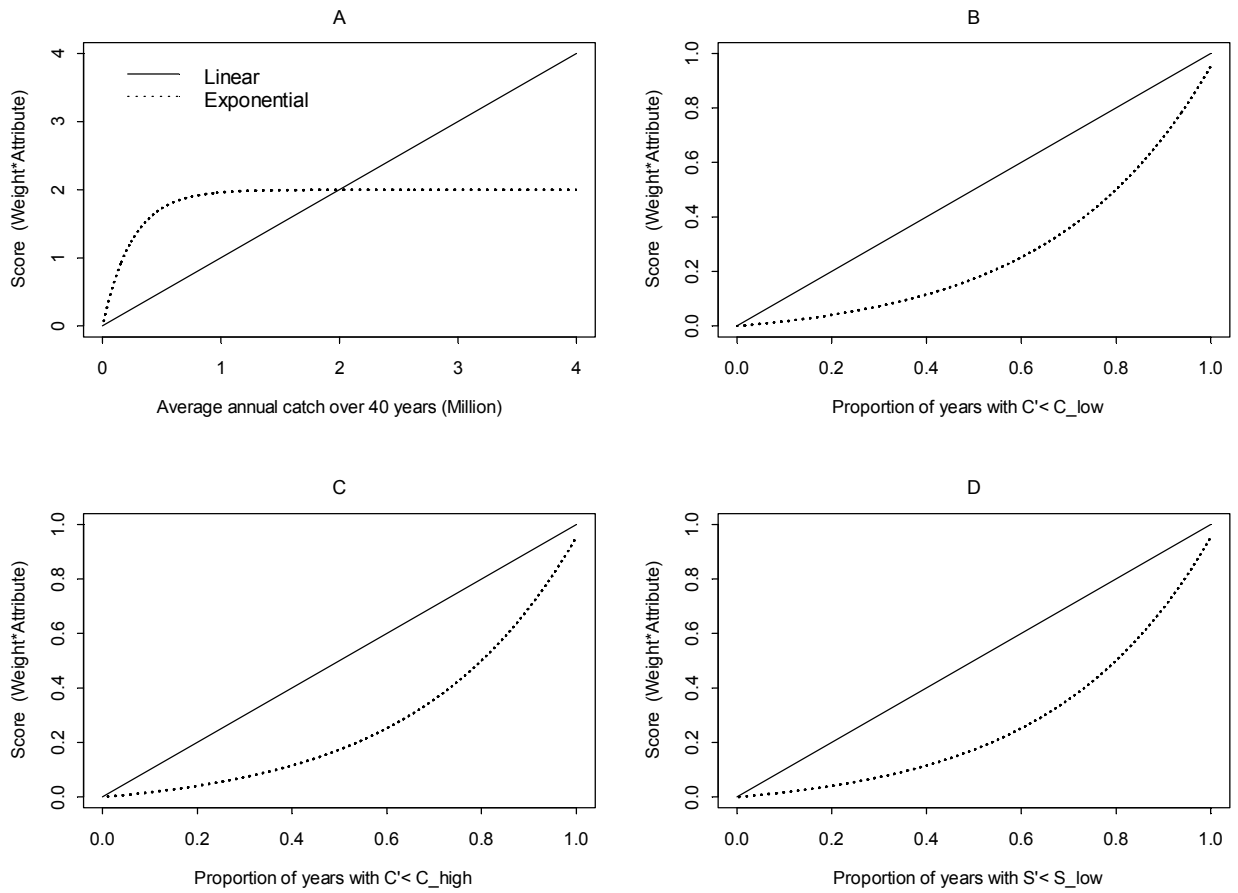 A
Linear
Exponential
Score (Weight*Attribute)
4
3
2
1
0
0 1 2 3 4
Average annual catch over 40 years (Million)
B
Score (Weight*Attribute)
1.0
0.8
0.6
0.4
0.2
0.0
0.0 0.2 0.4 0.6 0.8 1.0
Proportion of years with C'< C_low
C
Score (Weight*Attribute)
1.0
0.8
0.6
0.4
0.2
0.0
0.0 0.2 0.4 0.6 0.8 1.0
Proportion of years with C'< C_high
D
Score (Weight*Attribute)
1.0
0.8
0.6
0.4
0.2
0.0
0.0 0.2 0.4 0.6 0.8 1.0
Proportion of years with S'< S_low